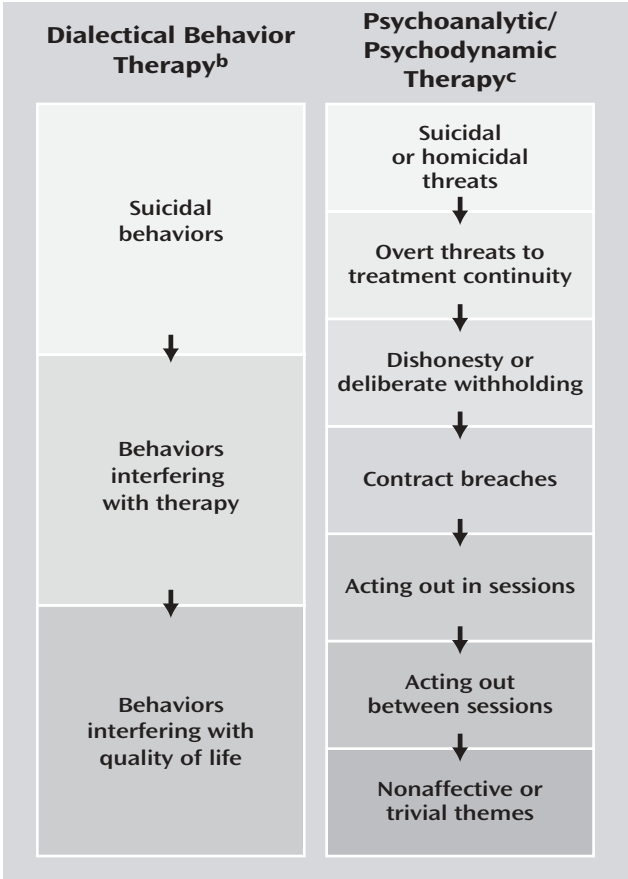 Dialectical Behavior
Therapyb
Suicidal
behaviors
Behaviors
interfering
with therapy
Behaviors
interfering with
quality of life
Psychoanalytic/
Psychodynamic
Therapyc
Suicidal
or homicidal
threats
Overt threats to
treatment continuity
Dishonesty or
deliberate withholding
Contract breaches
Acting out in sessions
Acting out
between sessions
Nonaffective or
trivial themes